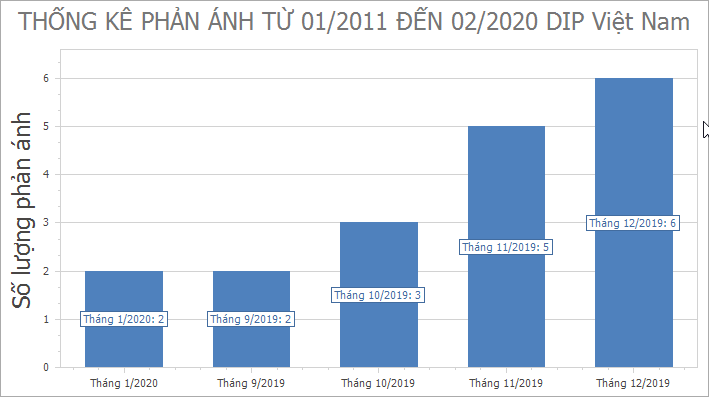 THỐNG KÊ PHẢN ÁNH TỪ 01/2011 ĐẾN 02/2020 DIP Việt Nam
Số lượng phản ánh
6
5
4
3
2
1
0
Tháng 1/2020: 2
Tháng 9/2019: 2
Tháng 10/2019: 3
Tháng 11/2019: 5
Tháng 12/2019: 6
Tháng 1/2020
Tháng 9/2019
Tháng 10/2019
Tháng 11/2019
Tháng 12/2019